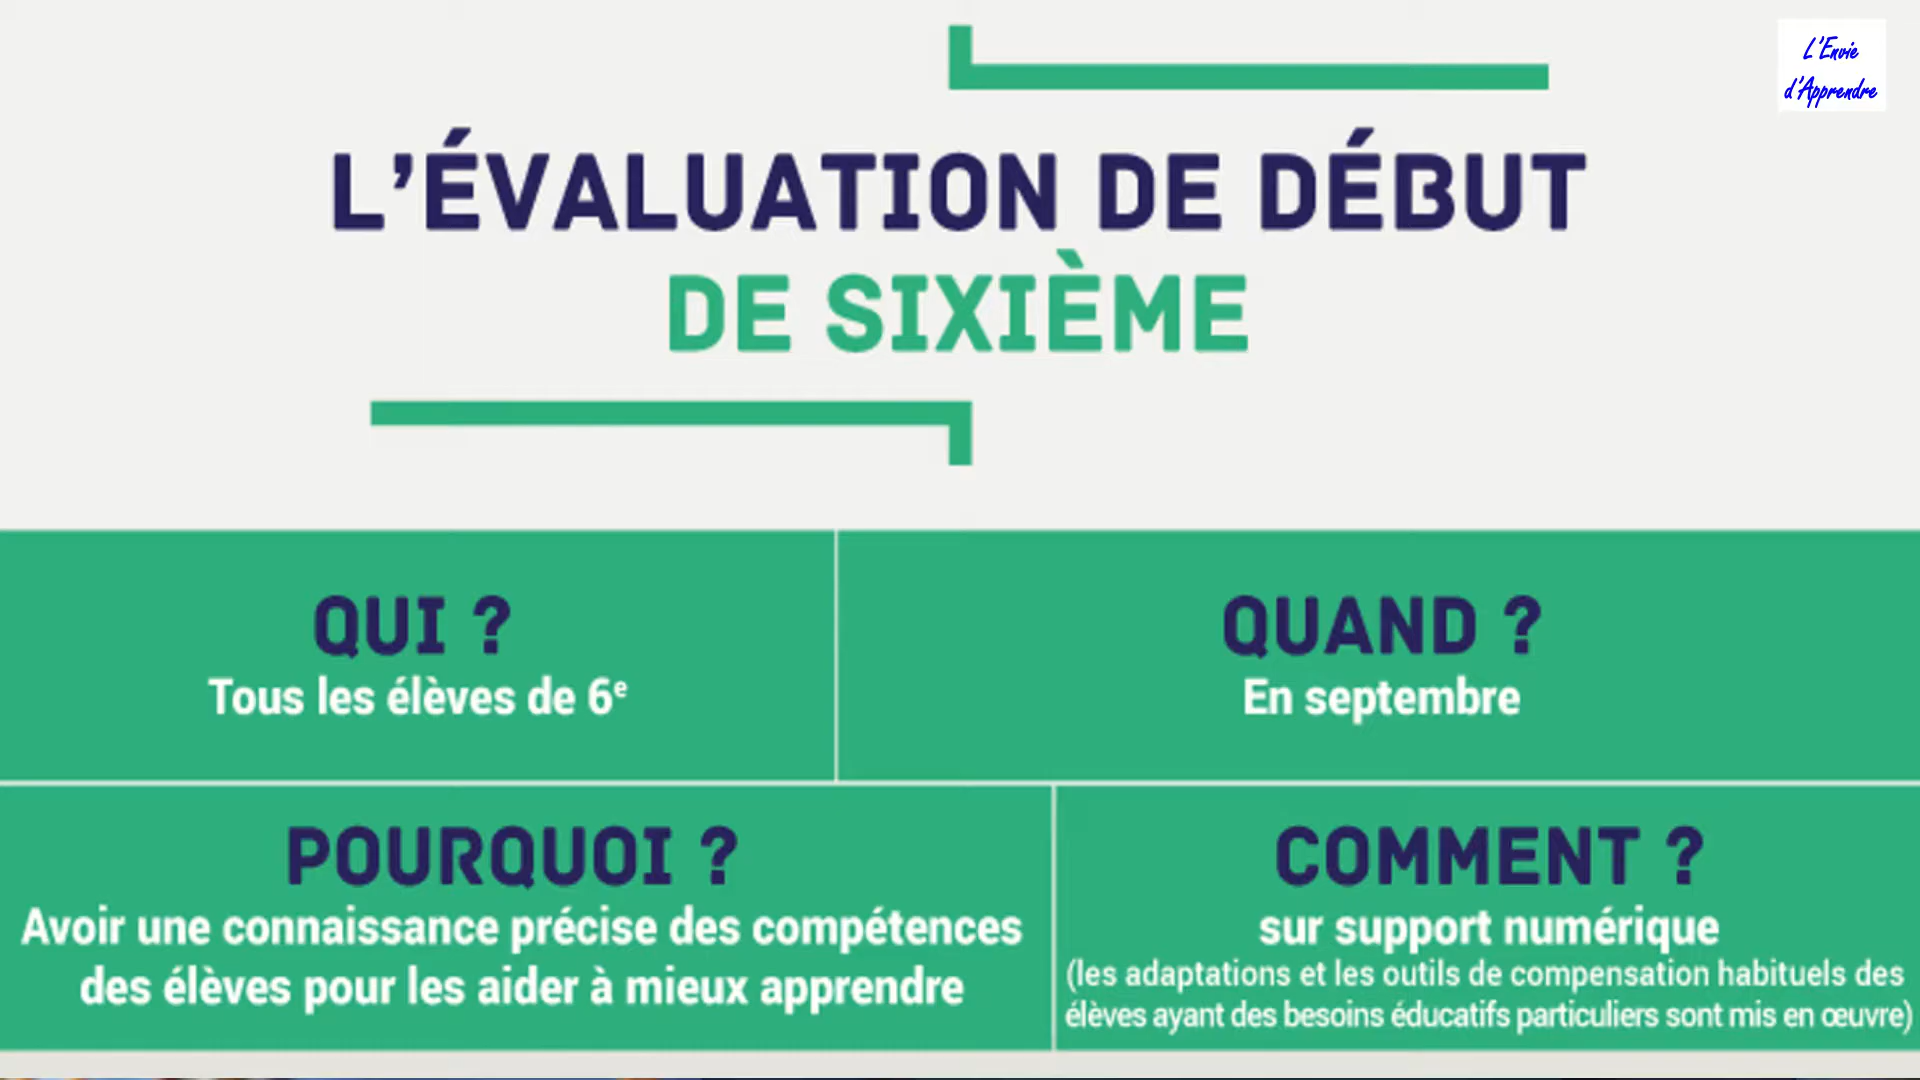 L'Envie
d'Apprendre
L'ÉVALUATION DE DÉBUT
DE SIXIÈME
QUI ?
Tous les élèves de 6e
QUAND ?
En septembre
POURQUOI ?
Avoir une connaissance précise des compétences
des élèves pour les aider à mieux apprendre
COMMENT ?
sur support numérique
(les adaptations et les outils de compensation habituels des
élèves ayant des besoins éducatifs particuliers sont mis en œuvre)